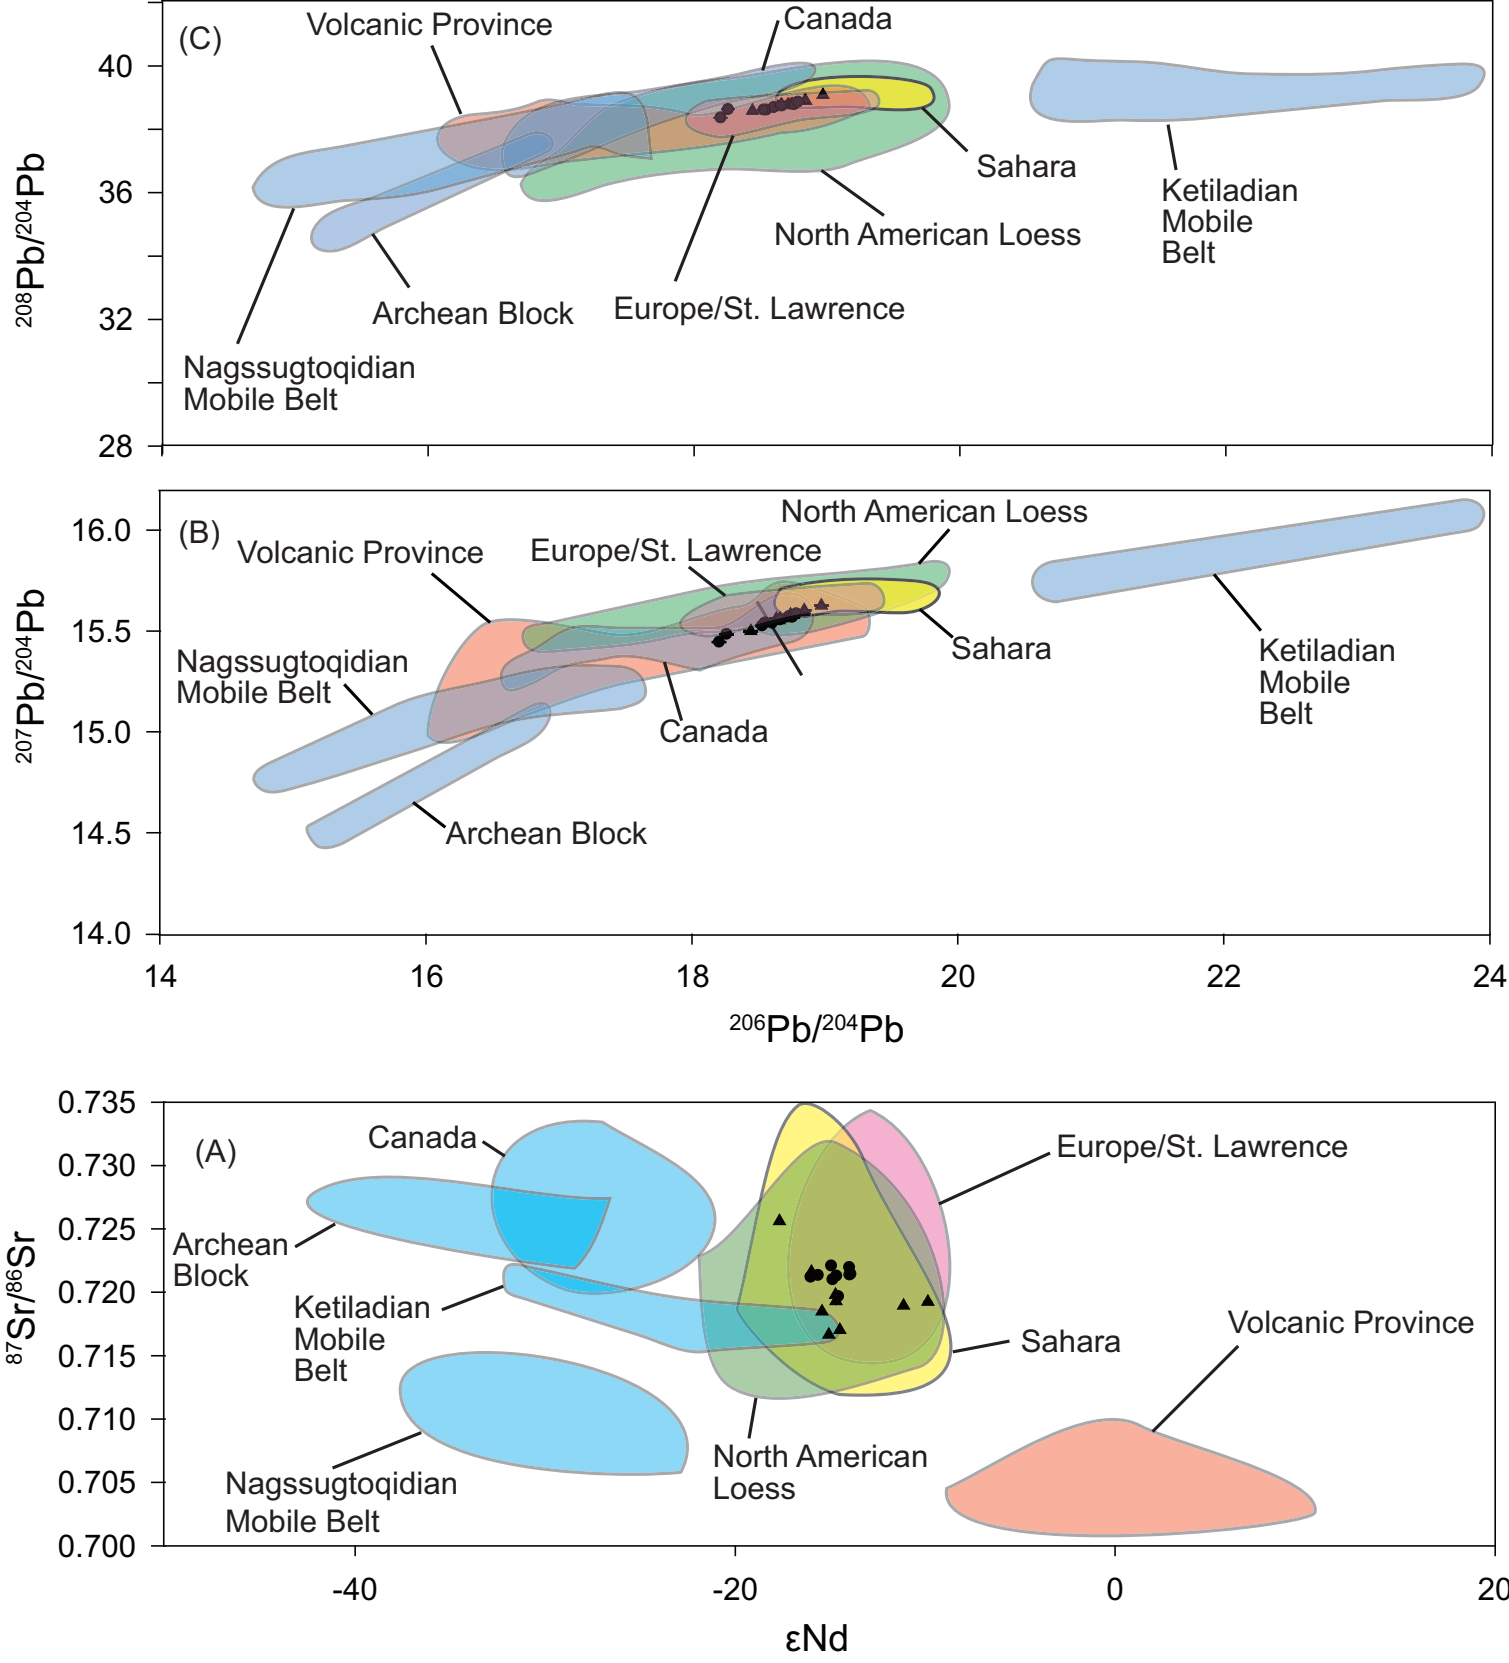 (C)
Volcanic Province
Canada
40
36
32
28
208Pb/204Pb
Sahara
Ketiladian
Mobile
Belt
North American Loess
Europe/St. Lawrence
Archean Block
Nagssugtoqidian
Mobile Belt
(B)
North American Loess
Volcanic Province
Europe/St. Lawrence
16.0
15.5
15.0
14.5
14.0
207Pb/204Pb
Nagssugtoqidian
Mobile Belt
Sahara
Ketiladian
Mobile
Belt
Canada
Archean Block
14
16
18
20
22
24
206Pb/204Pb
0.735
0.730
0.725
0.720
0.715
0.710
0.705
0.700
87Sr/86Sr
(A)
Canada
Europe/St. Lawrence
Archean
Block
Ketiladian
Mobile
Belt
Sahara
Volcanic Province
North American
Loess
Nagssugtoqidian
Mobile Belt
-40
-20
0
20
εNd